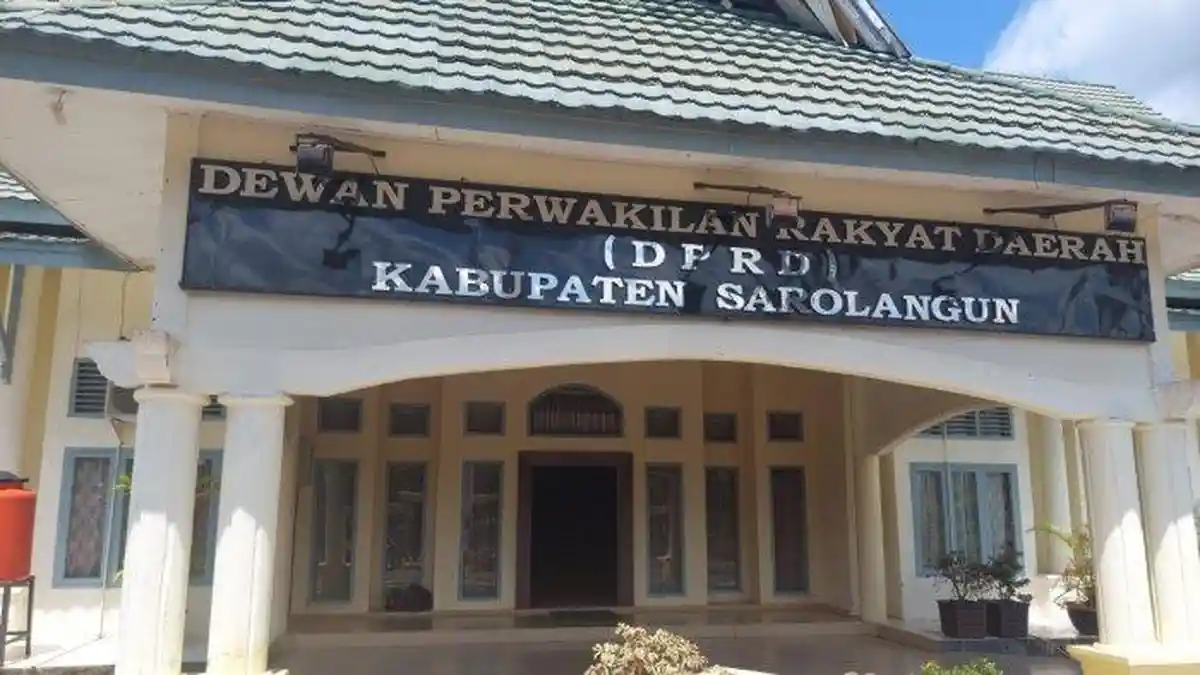 DEWAN PERWAKILAN RAKYAT DAERAH
(DPRD)
KABUPATEN SAROLANGUN